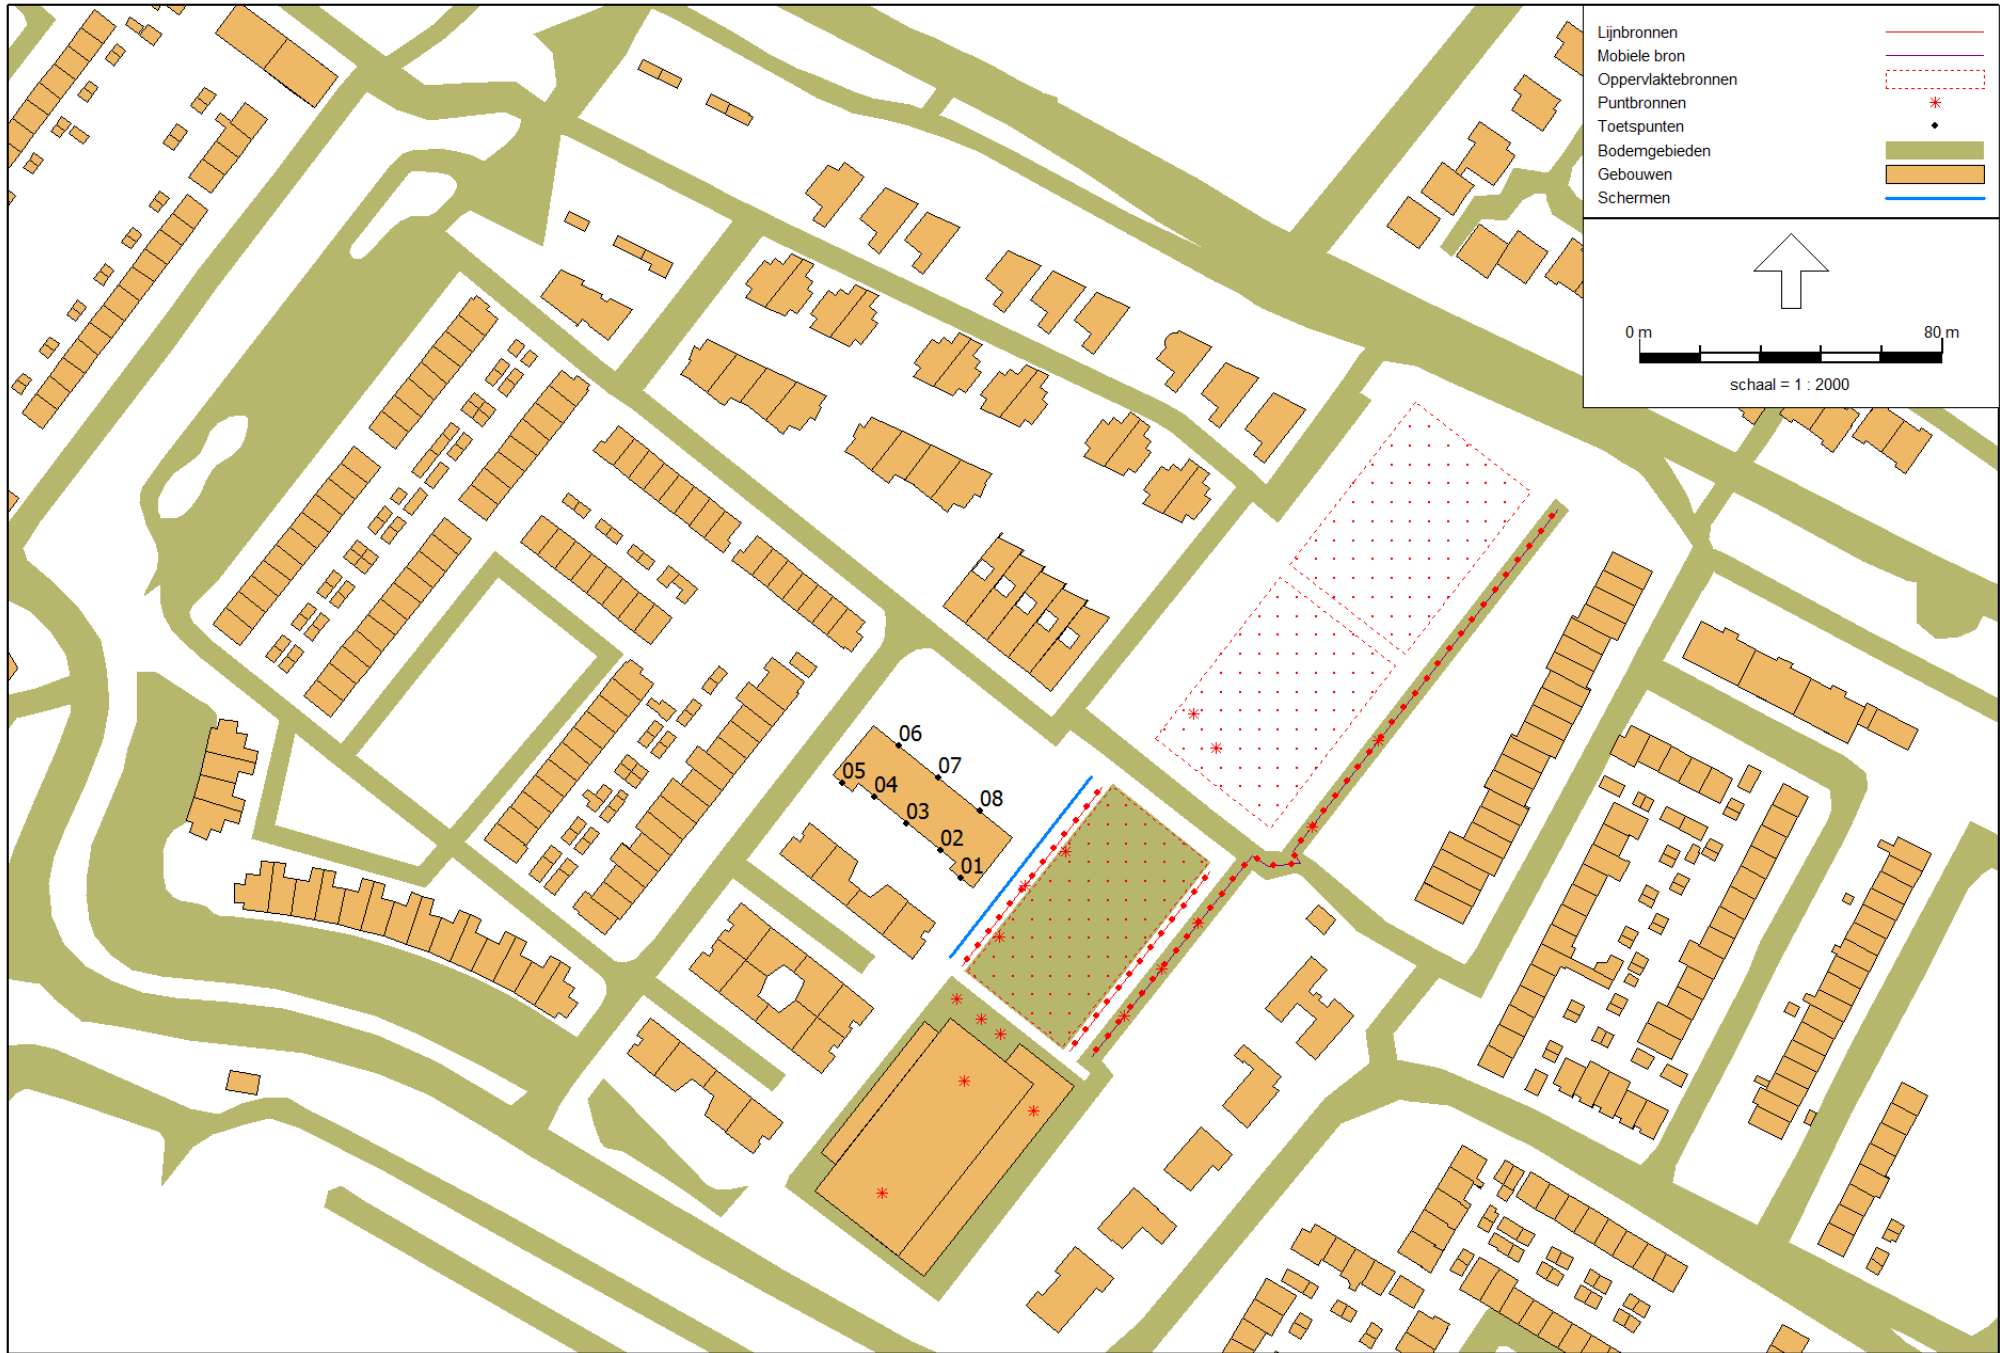 Lijnbronnen
Mobiele bron
Oppervlaktebronnen
Puntbronnen
Toetspunten
Bodemgebieden
Gebouwen
Schermen
0 m 80 m
schaal = 1 : 2000
06
07
05
04
08
03
02
01